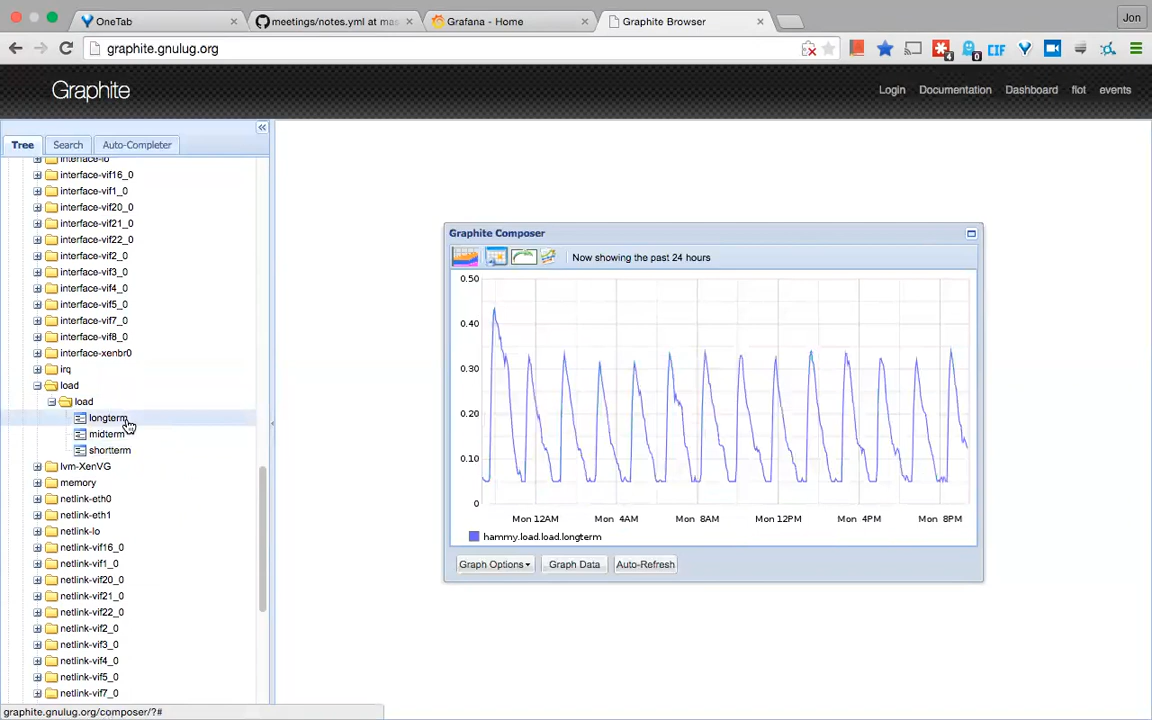 OneTab
meetings/notes.yml at mas
Grafana - Home
Graphite Browser
Jon
graphite.gnulug.org
CIF
4
0
Graphite
Login
Documentation
Dashboard
flot
events
Tree
Search
Auto-Completer
interface-lo
interface-vif16_0
interface-vif1_0
interface-vif20_0
interface-vif21_0
interface-vif22_0
interface-vif2_0
interface-vif3_0
interface-vif4_0
interface-vif5_0
interface-vif7_0
interface-vif8_0
interface-xenbr0
irq
load
load
longterm
midterm
shortterm
lvm-XenVG
memory
netlink-eth0
netlink-eth1
netlink-lo
netlink-vif16_0
netlink-vif1_0
netlink-vif20_0
netlink-vif21_0
netlink-vif22_0
netlink-vif2_0
netlink-vif3_0
netlink-vif4_0
netlink-vif5_0
netlink-vif7_0
graphite.gnulug.org/composer/?#
Graphite Composer
Now showing the past 24 hours
0.50
0.40
0.30
0.20
0.10
0
Mon 12AM
Mon 4AM
Mon 8AM
Mon 12PM
Mon 4PM
Mon 8PM
hammy.load.load.longterm
Graph Options
Graph Data
Auto-Refresh